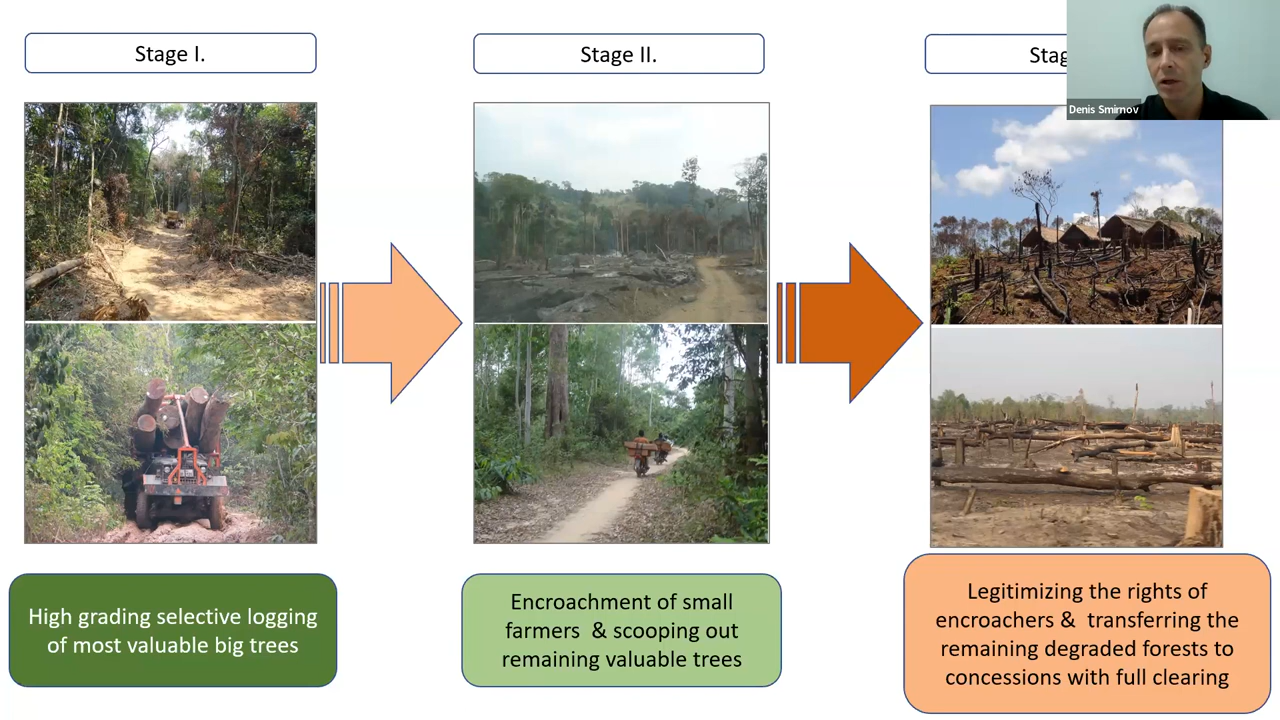 Stage I.
Stage II.
Denis Smirnov
High grading selective logging
of most valuable big trees
Encroachment of small
farmers & scooping out
remaining valuable trees
Legitimizing the rights of
encroachers & transferring the
remaining degraded forests to
concessions with full clearing